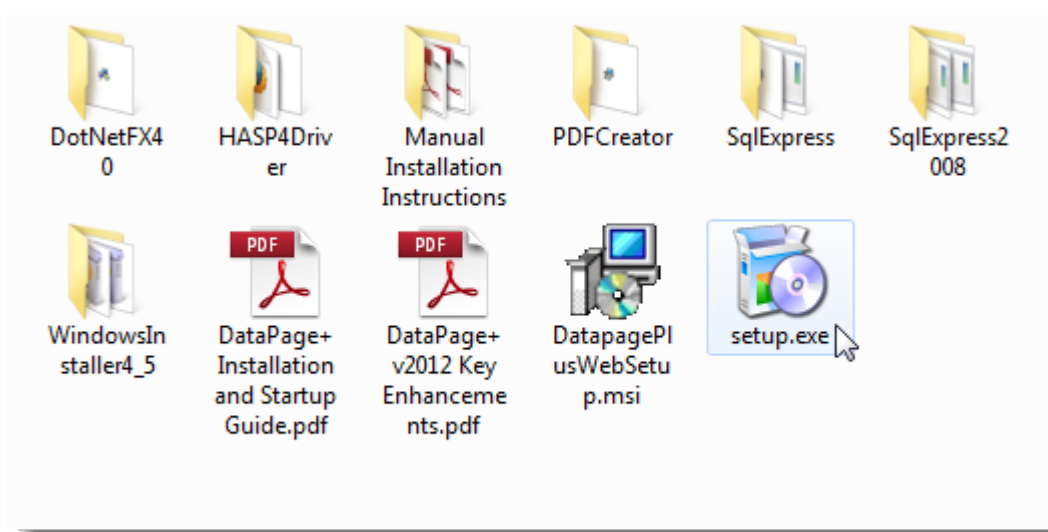 DotNetFX4 HASP4Driv Manual PDFCreator SqlExpress SqlExpress2
0 er Installation 008
Instructions
PDF PDF
WindowsIn DataPage+ DataPage+ DatapagePl setup.exe
staller4_5 Installation v2012 Key usWebSetu
and Startup Enhanceme p.msi
Guide.pdf nts.pdf